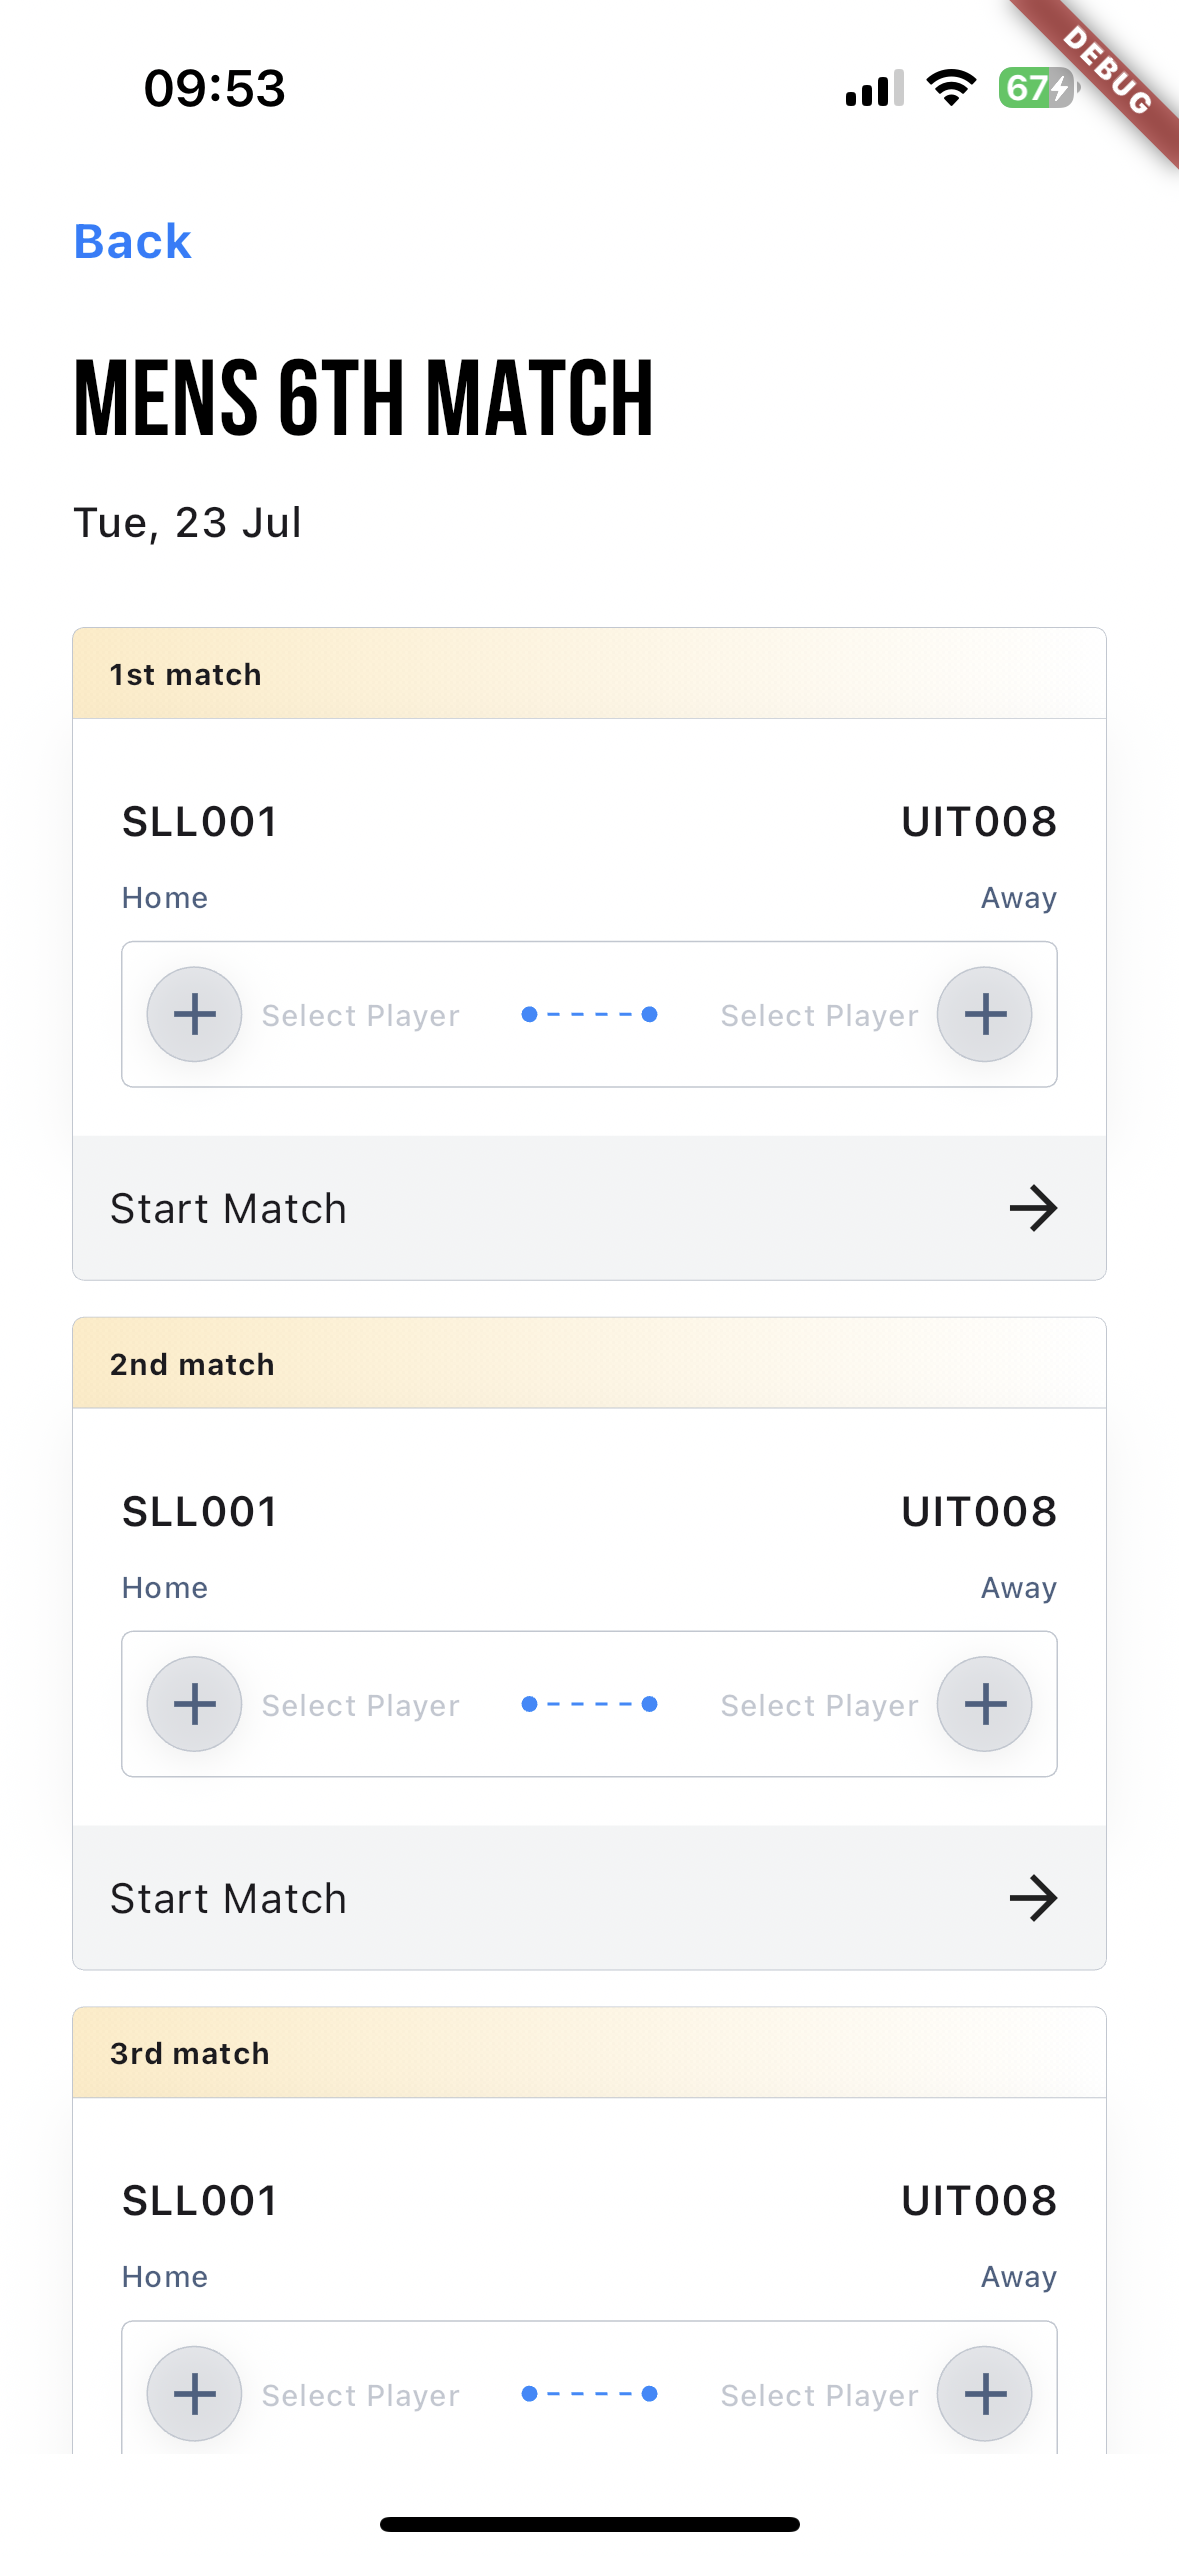 09:53
67
DEBUG
Back
MENS 6TH MATCH
Tue, 23 Jul
1st match
SLL001 UIT008
Home Away
Select Player Select Player
Start Match
2nd match
SLL001 UIT008
Home Away
Select Player Select Player
Start Match
3rd match
SLL001 UIT008
Home Away
Select Player Select Player